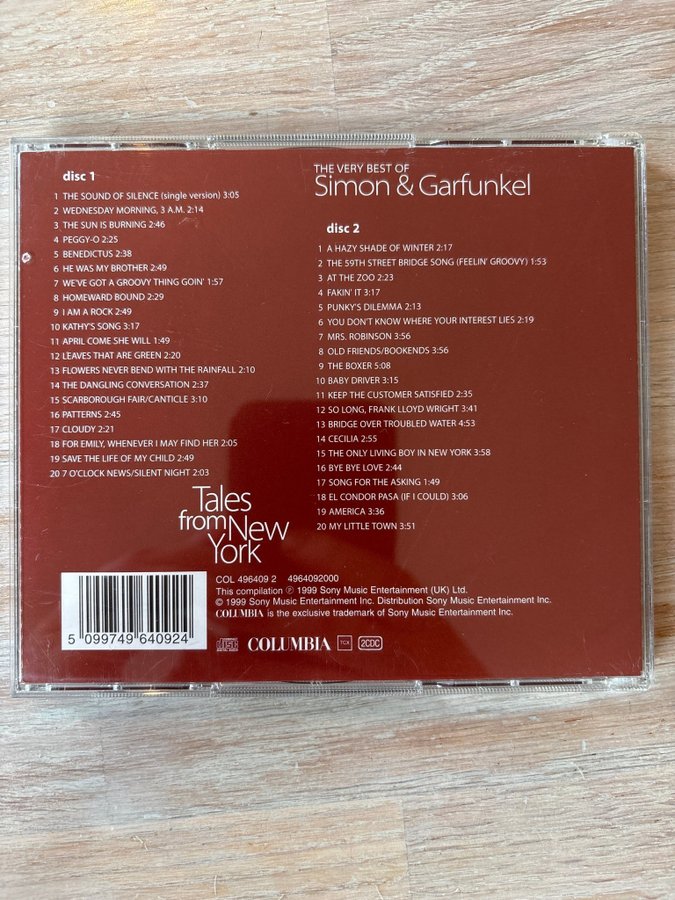 disc 1
1 THE SOUND OF SILENCE (single version) 3:05
2 WEDNESDAY MORNING, 3 A.M. 2:14
3 THE SUN IS BURNING 2:46
4 PEGGY-O 2:25
5 BENEDICTUS 2:38
6 HE WAS MY BROTHER 2:49
7 WE'VE GOT A GROOVY THING GOIN' 1:57
8 HOMEWARD BOUND 2:29
9 I AM A ROCK 2:49
10 KATHY'S SONG 3:17
11 APRIL COME SHE WILL 1:49
12 LEAVES THAT ARE GREEN 2:20
13 FLOWERS NEVER BEND WITH THE RAINFALL 2:10
14 THE DANGLING CONVERSATION 2:37
15 SCARBOROUGH FAIR/CANTICLE 3:10
16 PATTERNS 2:45
17 CLOUDY 2:21
18 FOR EMILY, WHENEVER I MAY FIND HER 2:05
19 SAVE THE LIFE OF MY CHILD 2:49
20 7 O'CLOCK NEWS/SILENT NIGHT 2:03
THE VERY BEST OF
Simon & Garfunkel
disc 2
1 A HAZY SHADE OF WINTER 2:17
2 THE 59TH STREET BRIDGE SONG (FEELIN' GROOVY) 1:53
3 AT THE ZOO 2:23
4 FAKIN' IT 3:17
5 PUNKY'S DILEMMA 2:13
6 YOU DON'T KNOW WHERE YOUR INTEREST LIES 2:19
7 MRS. ROBINSON 3:56
8 OLD FRIENDS/BOOKENDS 3:56
9 THE BOXER 5:08
10 BABY DRIVER 3:15
11 KEEP THE CUSTOMER SATISFIED 2:35
12 SO LONG, FRANK LLOYD WRIGHT 3:41
13 BRIDGE OVER TROUBLED WATER 4:53
14 CECILIA 2:55
15 THE ONLY LIVING BOY IN NEW YORK 3:58
16 BYE BYE LOVE 2:44
17 SONG FOR THE ASKING 1:49
18 EL CONDOR PASA (IF I COULD) 3:06
19 AMERICA 3:36
20 MY LITTLE TOWN 3:51
Tales
from New
York
COL 496409 2 4964092000
This compilation ℗ 1999 Sony Music Entertainment (UK) Ltd.
© 1999 Sony Music Entertainment Inc. Distribution Sony Music Entertainment Inc.
COLUMBIA is the exclusive trademark of Sony Music Entertainment Inc.
5 099749 640924
COMPACT
disc
DIGITAL AUDIO
COLUMBIA
TCX
2CDC